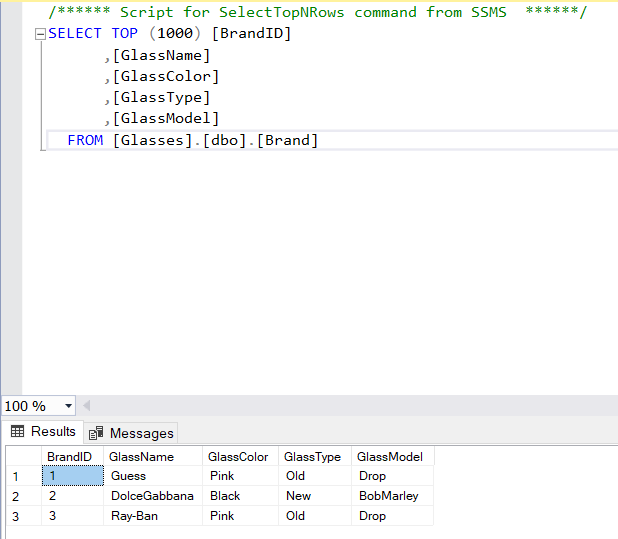 /****** Script for SelectTopNRows command from SSMS  ******/
SELECT TOP (1000) [BrandID]
      ,[GlassName]
      ,[GlassColor]
      ,[GlassType]
      ,[GlassModel]
  FROM [Glasses].[dbo].[Brand]
100 %
Results Messages
BrandID GlassName GlassColor GlassType GlassModel
1 1 Guess Pink Old Drop
2 2 DolceGabbana Black New BobMarley
3 3 Ray-Ban Pink Old Drop